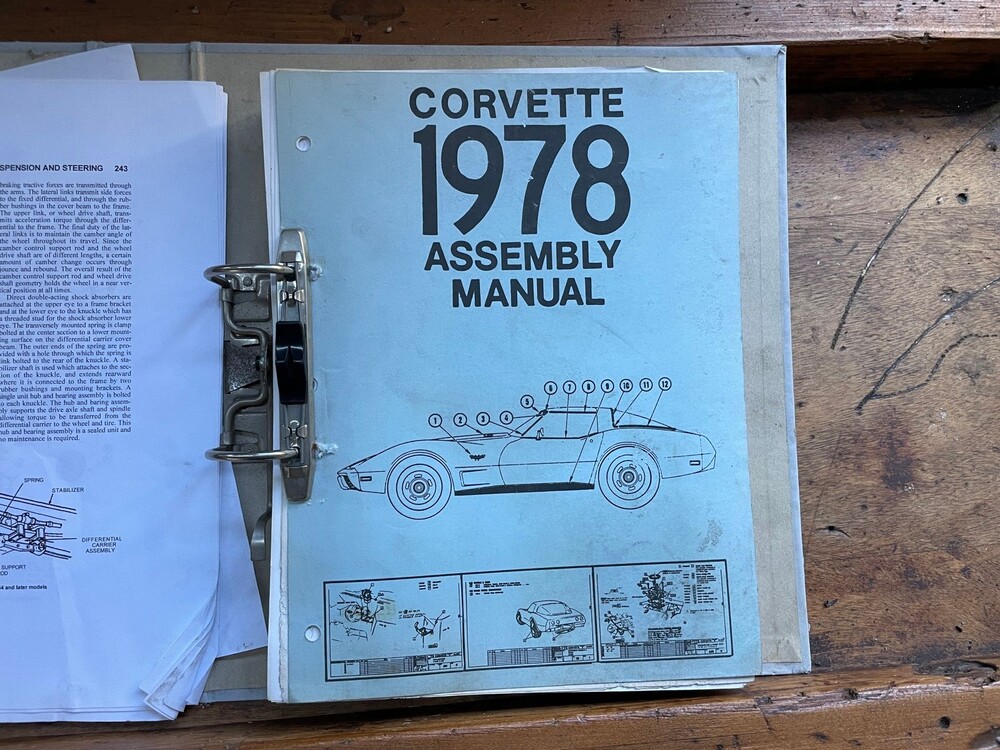 SPENSION AND STEERING 243
braking tractive forces are transmitted through
the arms. The lateral links transmit side forces
to the fixed differential, and through the rub-
ber bushings in the cover beam to the frame.
The upper link, or wheel drive shaft, trans-
mits acceleration torque through the differ-
ential to the frame. The final duty of the lat-
eral links is to maintain the camber angle of
the wheel throughout its travel. Since the
camber control support rod and the wheel
drive shaft are of different lengths, a certain
amount of camber change occurs through
jounce and rebound. The overall result of the
camber control support rod and wheel drive
shaft geometry holds the wheel in a near ver-
tical position at all times.
Direct double-acting shock absorbers are
attached at the upper eye to a frame bracket
and at the lower eye to the knuckle which has
a threaded stud for the shock absorber lower
eye. The transversely mounted spring is clamp
bolted at the center section to a lower mount-
ing surface on the differential carrier cover
beam. The outer ends of the spring are pro-
vided with a hole through which the spring is
link bolted to the rear of the knuckle. A sta-
bilizer shaft is used which attaches to the sec-
tion of the knuckle, and extends rearward
where it is connected to the frame by two
rubber bushings and mounting brackets. A
single unit hub and bearing assembly is bolted
to each knuckle. The hub and baring assem-
bly supports the drive axle shaft and spindle
allowing torque to be transferred from the
differential carrier to the wheel and tire. This
hub and bearing assembly is a sealed unit and
no maintenance is required.
SPRING
STABILIZER
DIFFERENTIAL
CARRIER
ASSEMBLY
SUPPORT
OD
4 and later models
CORVETTE
1978
ASSEMBLY
MANUAL
1 2 3 4 5 6 7 8 9 10 11 12